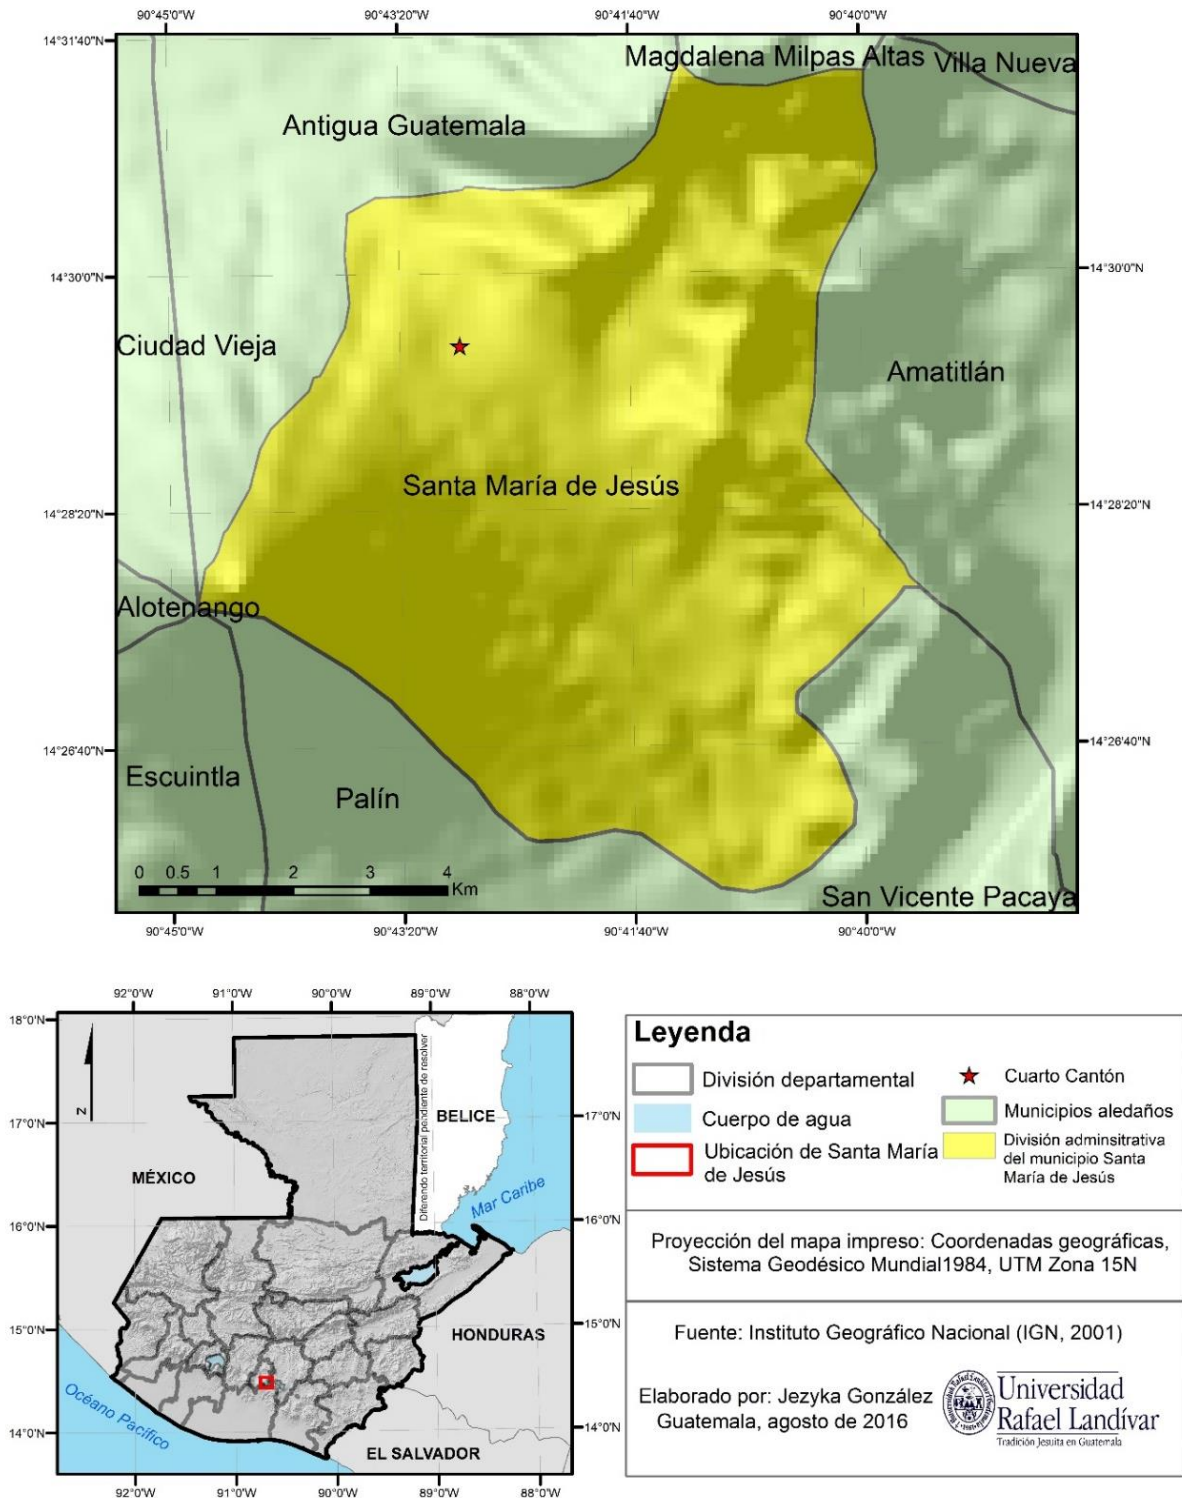 90°45'0"W 90°43'20"W 90°41'40"W 90°40'0"W
14°31'40"N 14°31'40"N
Magdalena Milpas Altas
Villa Nueva
Antigua Guatemala
14°30'0"N 14°30'0"N
Ciudad Vieja
Amatitlán
Santa María de Jesús
14°28'20"N 14°28'20"N
Alotenango
14°26'40"N 14°26'40"N
Escuintla
Palín
0 0.5 1 2 3 4
Km
San Vicente Pacaya
90°45'0"W 90°43'20"W 90°41'40"W 90°40'0"W
92°0'W 91°0'W 90°0'W 89°0'W 88°0'W
18°0'N
Z
Diferendo territorial pendiente de resolver
BELICE
17°0'N 17°0'N
MÉXICO
Mar Caribe
16°0'N 16°0'N
15°0'N 15°0'N
HONDURAS
Océano Pacífico
14°0'N 14°0'N
EL SALVADOR
92°0'W 91°0'W 90°0'W 89°0'W 88°0'W
Leyenda
División departamental
Cuerpo de agua
Ubicación de Santa María
de Jesús
Cuarto Cantón
Municipios aledaños
División adminsitrativa
del municipio Santa
María de Jesús
Proyección del mapa impreso: Coordenadas geográficas,
Sistema Geodésico Mundial1984, UTM Zona 15N
Fuente: Instituto Geográfico Nacional (IGN, 2001)
Elaborado por: Jezyka González
Guatemala, agosto de 2016
Universidad
Rafael Landívar
Tradición Jesuita en Guatemala